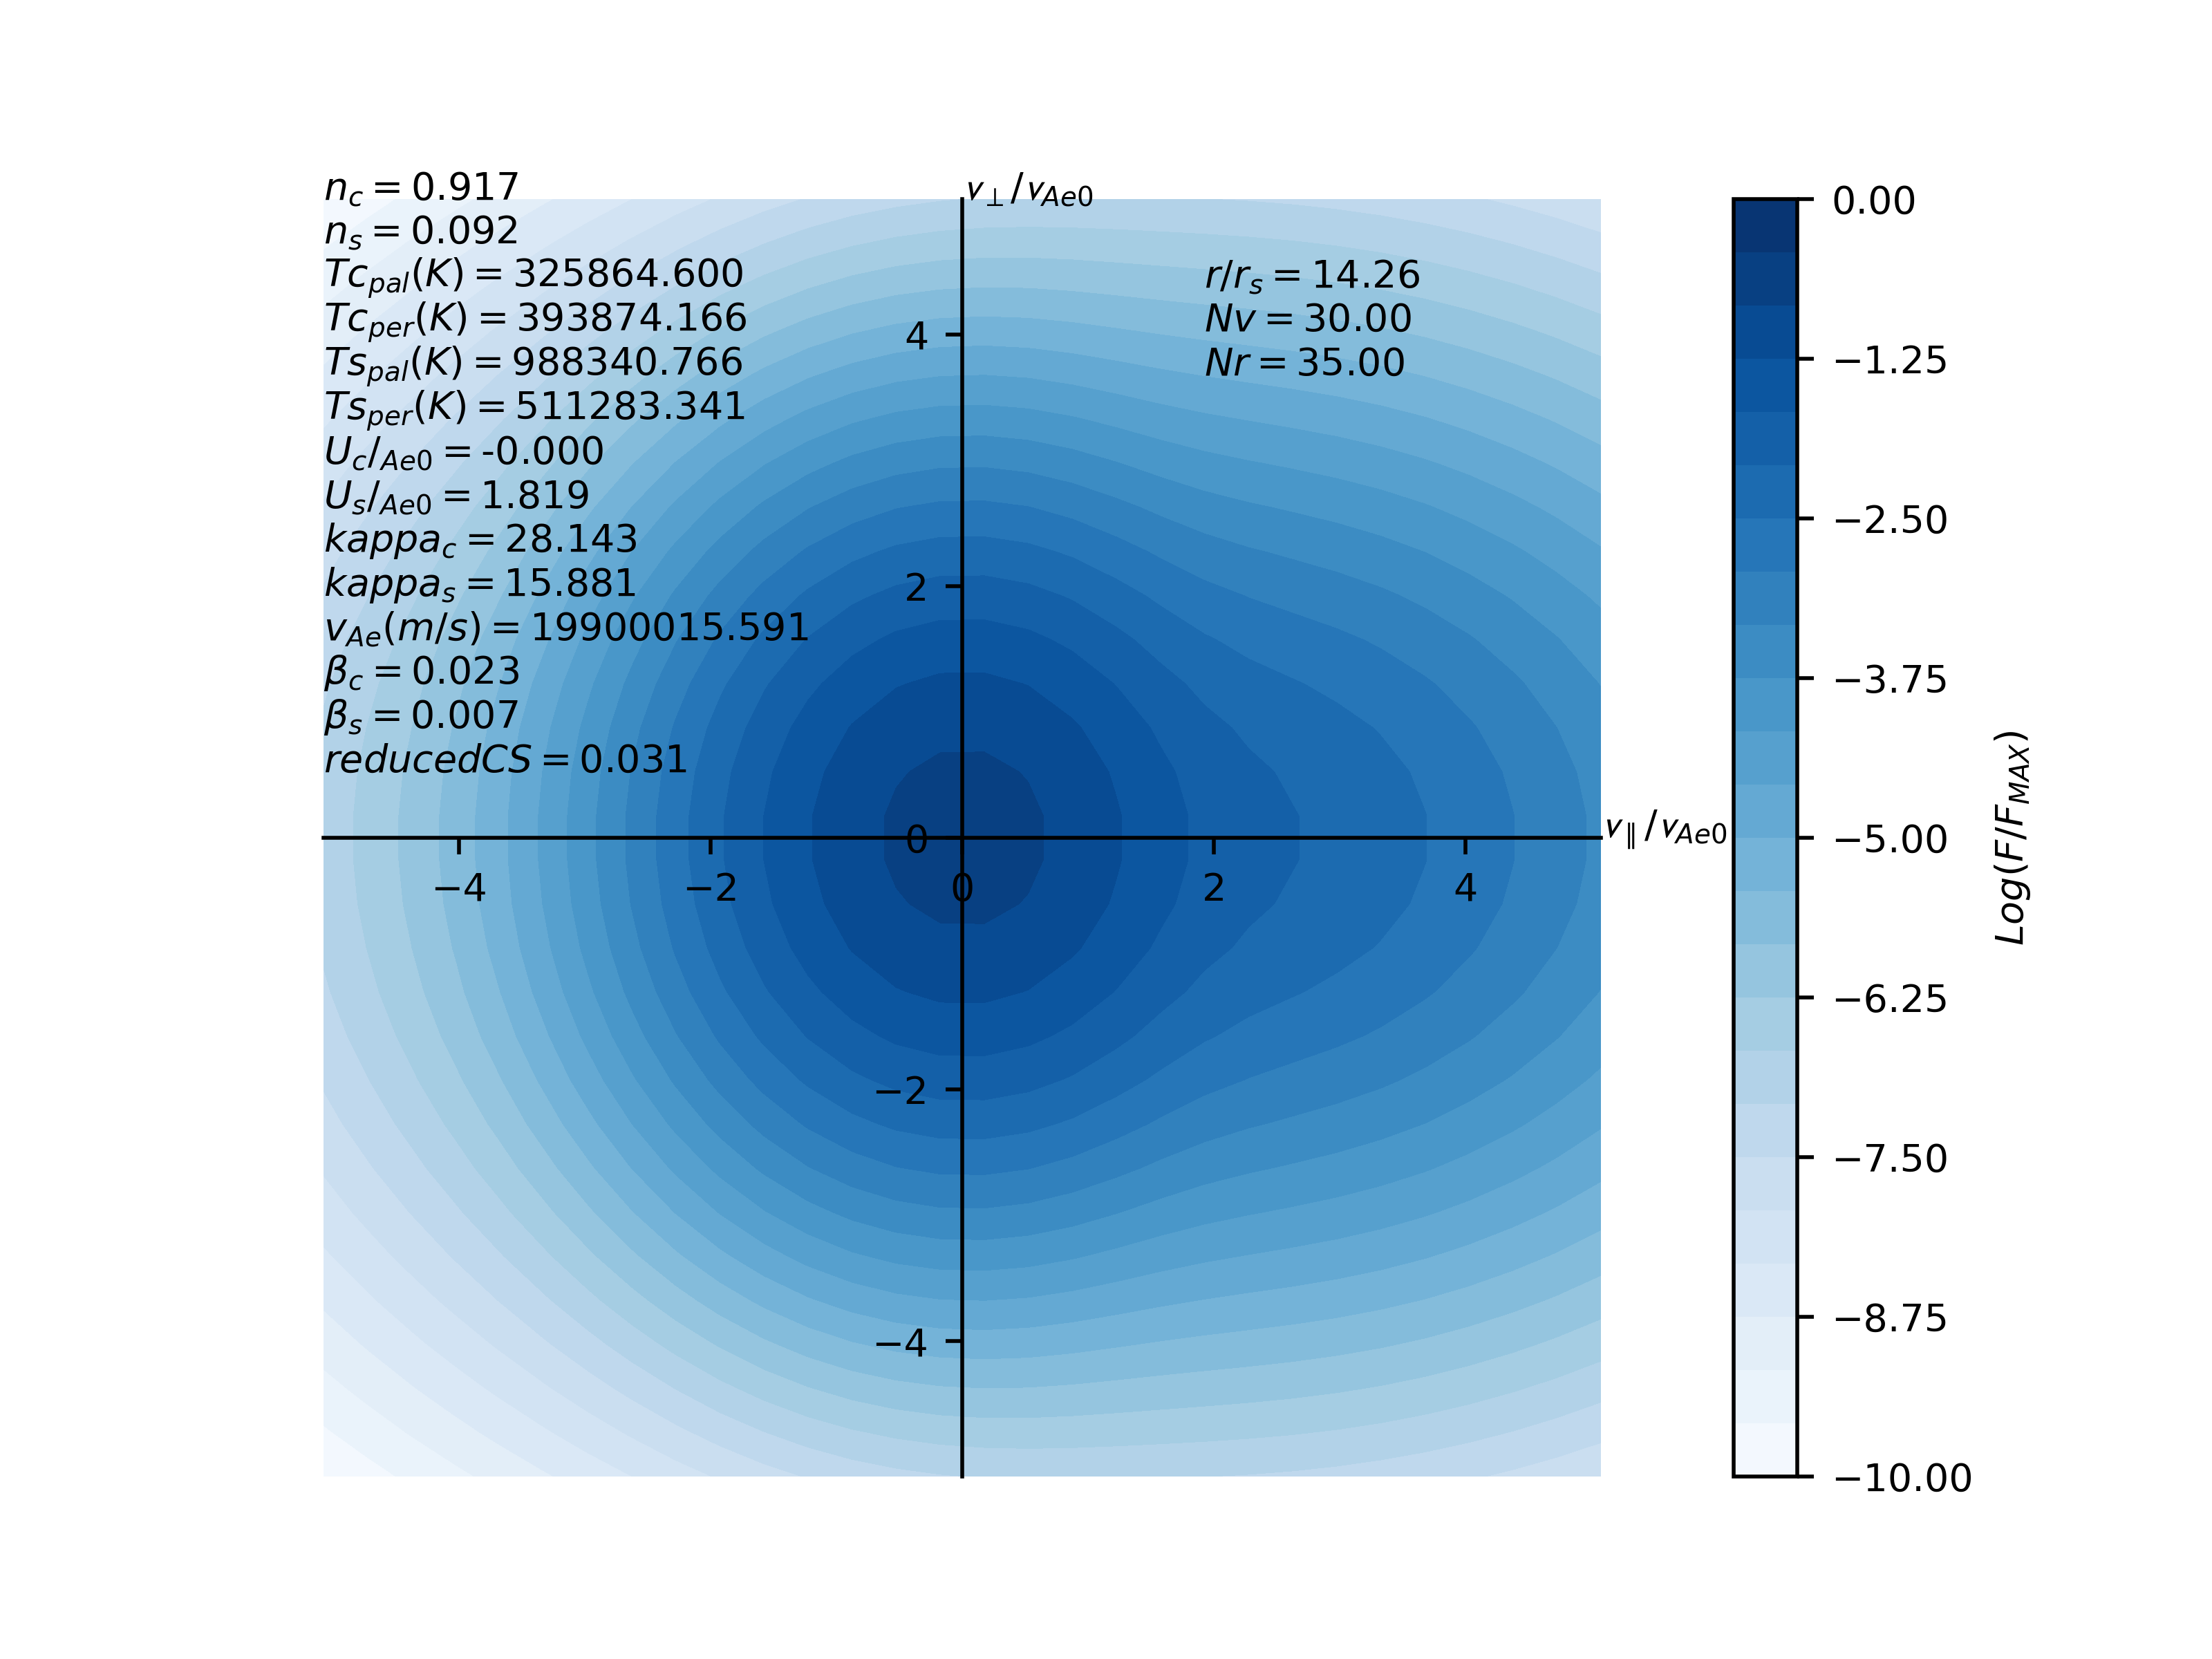 n_c = 0.917
n_s = 0.092
Tc_pal(K) = 325864.600
Tc_per(K) = 393874.166
Ts_pal(K) = 988340.766
Ts_per(K) = 511283.341
U_c/_Ae0 = -0.000
U_s/_Ae0 = 1.819
kappa_c = 28.143
kappa_s = 15.881
v_Ae(m/s) = 19900015.591
β_c = 0.023
β_s = 0.007
reducedCS = 0.031
v_⊥/v_Ae0
r/r_s = 14.26
Nv = 30.00
Nr = 35.00
4
2
0
−2
−4
−4 −2 0 2 4
v_∥/v_Ae0
0.00
−1.25
−2.50
−3.75
−5.00
−6.25
−7.50
−8.75
−10.00
Log(F/F_MAX)